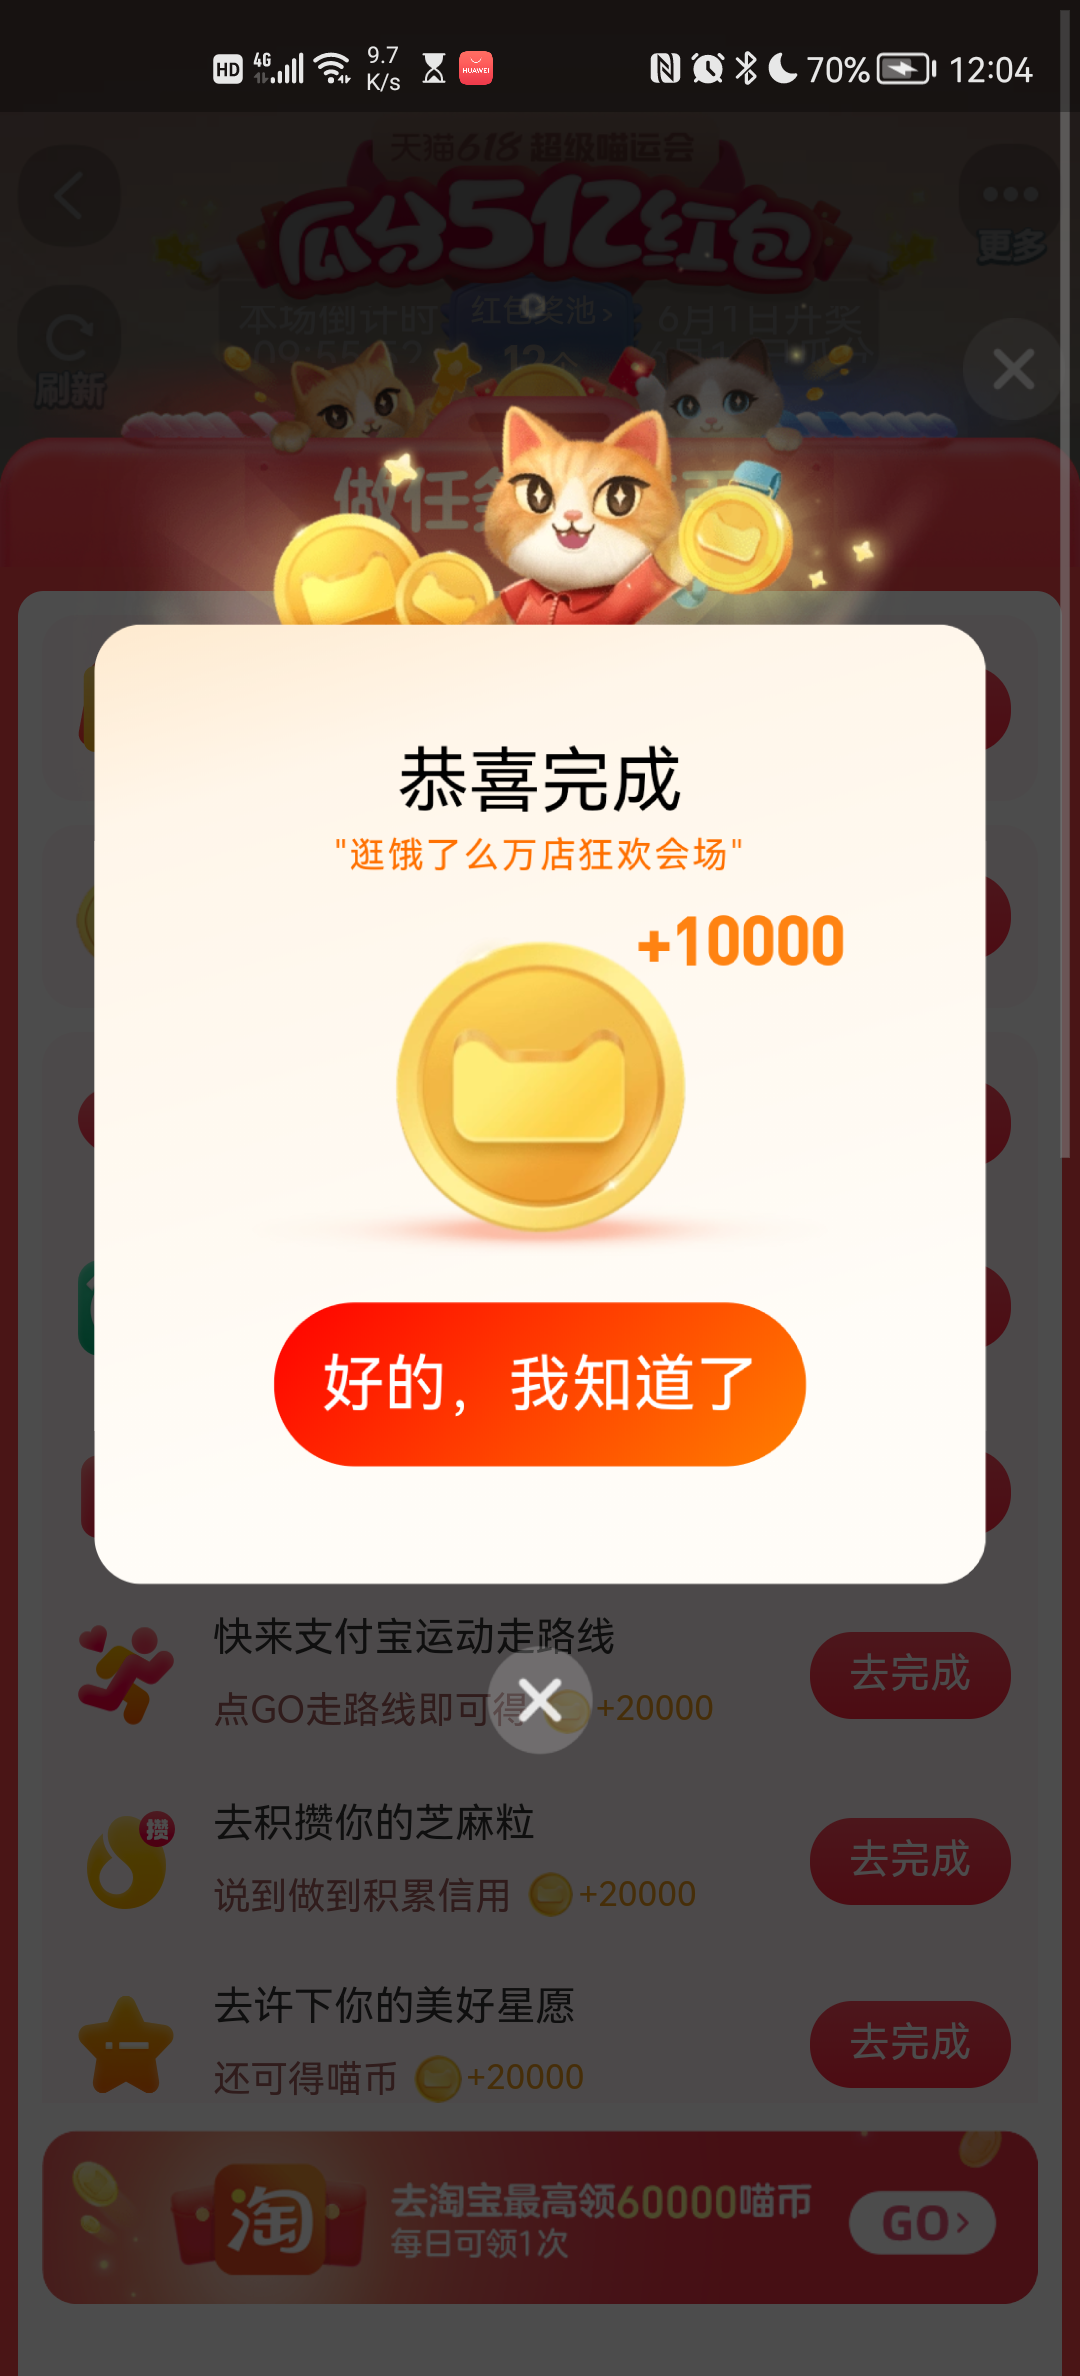 HD 4G 9.7 K/s HUAWEI 70% 12:04
天猫618 超级喵运会
瓜分5亿红包
更多
本场倒计时
红包奖池>
6月1日开奖
12个
刷新
恭喜完成
"逛饿了么万店狂欢会场"
+10000
好的，我知道了
快来支付宝运动走路线
点GO走路线即可得 +20000
去完成
攒
去积攒你的芝麻粒
说到做到积累信用 +20000
去完成
去许下你的美好星愿
还可得喵币 +20000
去完成
淘
去淘宝最高领60000喵币
每日可领1次
GO>